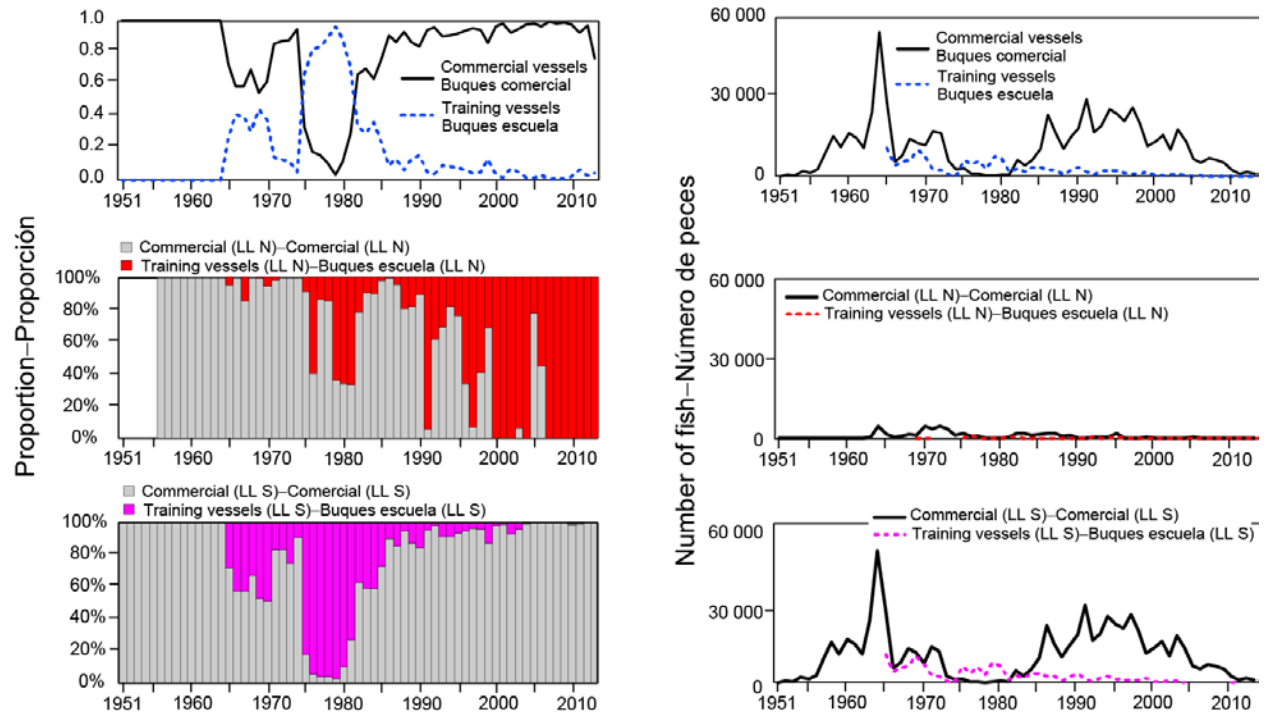 Proportion–Proporción
1.0
0.8
0.6
0.4
0.2
0.0
Commercial vessels
Buques comercial
Training vessels
Buques escuela
1951 1960 1970 1980 1990 2000 2010
Commercial (LL N)–Comercial (LL N)
Training vessels (LL N)–Buques escuela (LL N)
100%
80%
60%
40%
20%
0%
1951 1960 1970 1980 1990 2000 2010
Commercial (LL S)–Comercial (LL S)
Training vessels (LL S)–Buques escuela (LL S)
100%
80%
60%
40%
20%
0%
1951 1960 1970 1980 1990 2000 2010
Number of fish–Número de peces
60 000
30 000
0
Commercial vessels
Buques comercial
Training vessels
Buques escuela
1951 1960 1970 1980 1990 2000 2010
60 000
30 000
0
Commercial (LL N)–Comercial (LL N)
Training vessels (LL N)–Buques escuela (LL N)
1951 1960 1970 1980 1990 2000 2010
60 000
30 000
0
Commercial (LL S)–Comercial (LL S)
Training vessels (LL S)–Buques escuela (LL S)
1951 1960 1970 1980 1990 2000 2010